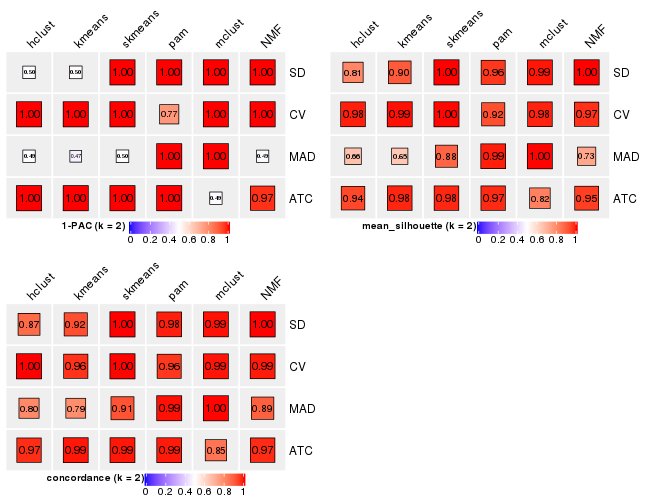 hclust kmeans skmeans pam mclust NMF
0.50 0.50 1.00 1.00 1.00 1.00 SD
1.00 1.00 1.00 0.77 1.00 1.00 CV
0.49 0.47 0.50 1.00 1.00 0.49 MAD
1.00 1.00 1.00 1.00 0.49 0.97 ATC
1-PAC (k = 2)
0 0.2 0.4 0.6 0.8 1
hclust kmeans skmeans pam mclust NMF
0.81 0.90 1.00 0.96 0.99 1.00 SD
0.98 0.99 1.00 0.92 0.98 0.97 CV
0.66 0.65 0.88 0.99 1.00 0.73 MAD
0.94 0.98 0.98 0.97 0.82 0.95 ATC
mean_silhouette (k = 2)
0 0.2 0.4 0.6 0.8 1
hclust kmeans skmeans pam mclust NMF
0.87 0.92 1.00 0.98 0.99 1.00 SD
1.00 0.96 1.00 0.96 0.99 0.99 CV
0.80 0.79 0.91 0.99 1.00 0.89 MAD
0.97 0.99 0.99 0.99 0.85 0.97 ATC
concordance (k = 2)
0 0.2 0.4 0.6 0.8 1